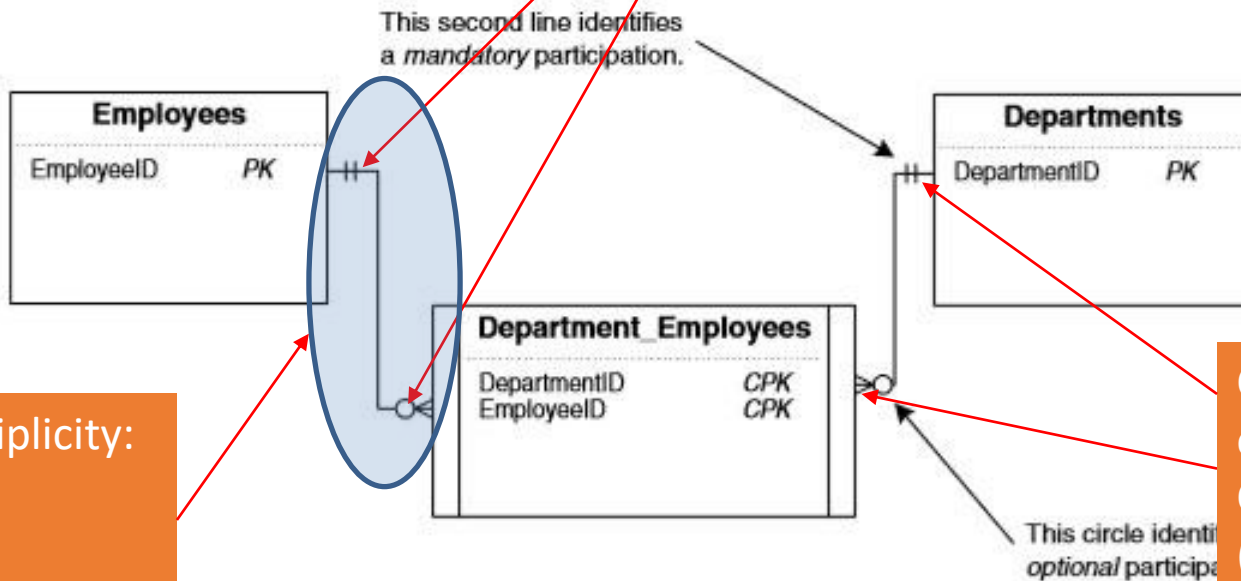 This second line identifies
a mandatory participation.
Employees
EmployeeID PK
Departments
DepartmentID PK
Department_Employees
DepartmentID CPK
EmployeeID CPK
iplicity:
This circle identif
optional participa